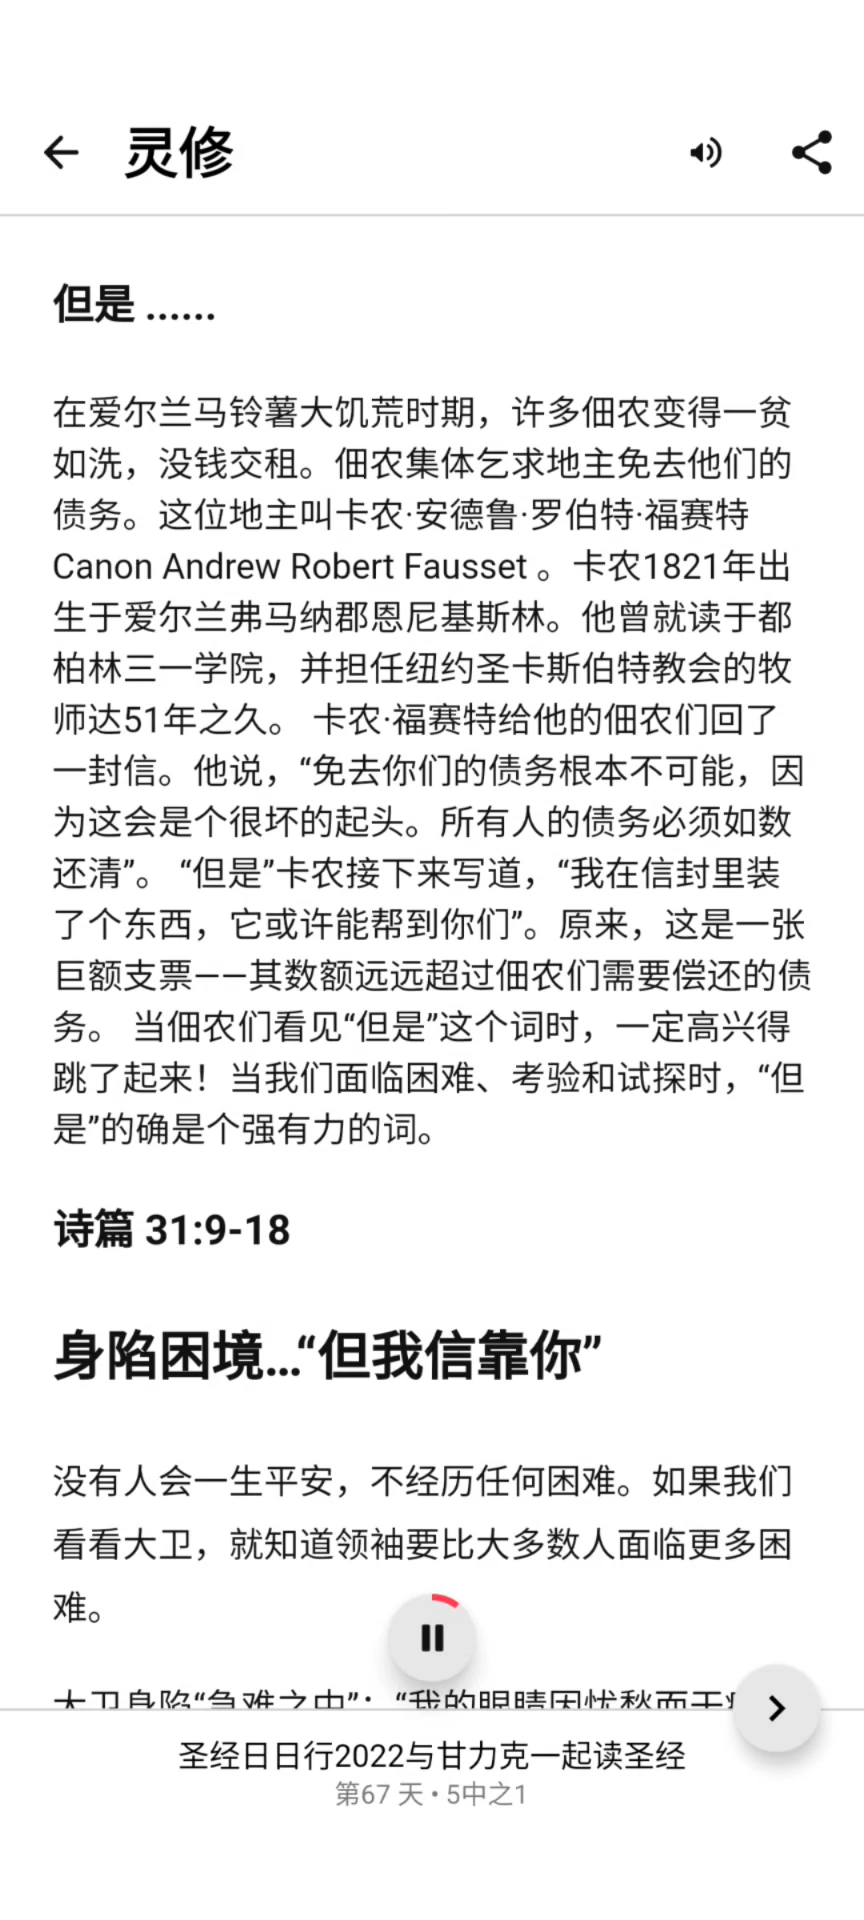 灵修
但是 ......
在爱尔兰马铃薯大饥荒时期，许多佃农变得一贫
如洗，没钱交租。佃农集体乞求地主免去他们的
债务。这位地主叫卡农·安德鲁·罗伯特·福赛特
Canon Andrew Robert Fausset 。卡农1821年出
生于爱尔兰弗马纳郡恩尼基斯林。他曾就读于都
柏林三一学院，并担任纽约圣卡斯伯特教会的牧
师达51年之久。 卡农·福赛特给他的佃农们回了
一封信。他说，“免去你们的债务根本不可能，因
为这会是个很坏的起头。所有人的债务必须如数
还清”。 “但是”卡农接下来写道，“我在信封里装
了个东西，它或许能帮到你们”。原来，这是一张
巨额支票——其数额远远超过佃农们需要偿还的债
务。 当佃农们看见“但是”这个词时，一定高兴得
跳了起来！当我们面临困难、考验和试探时，“但
是”的确是个强有力的词。
诗篇 31:9-18
身陷困境...“但我信靠你”
没有人会一生平安，不经历任何困难。如果我们
看看大卫，就知道领袖要比大多数人面临更多困
难。
大卫身陷“急难之中”：“我的眼睛因忧愁而干
圣经日日行2022与甘力克一起读圣经
第67 天 • 5中之1